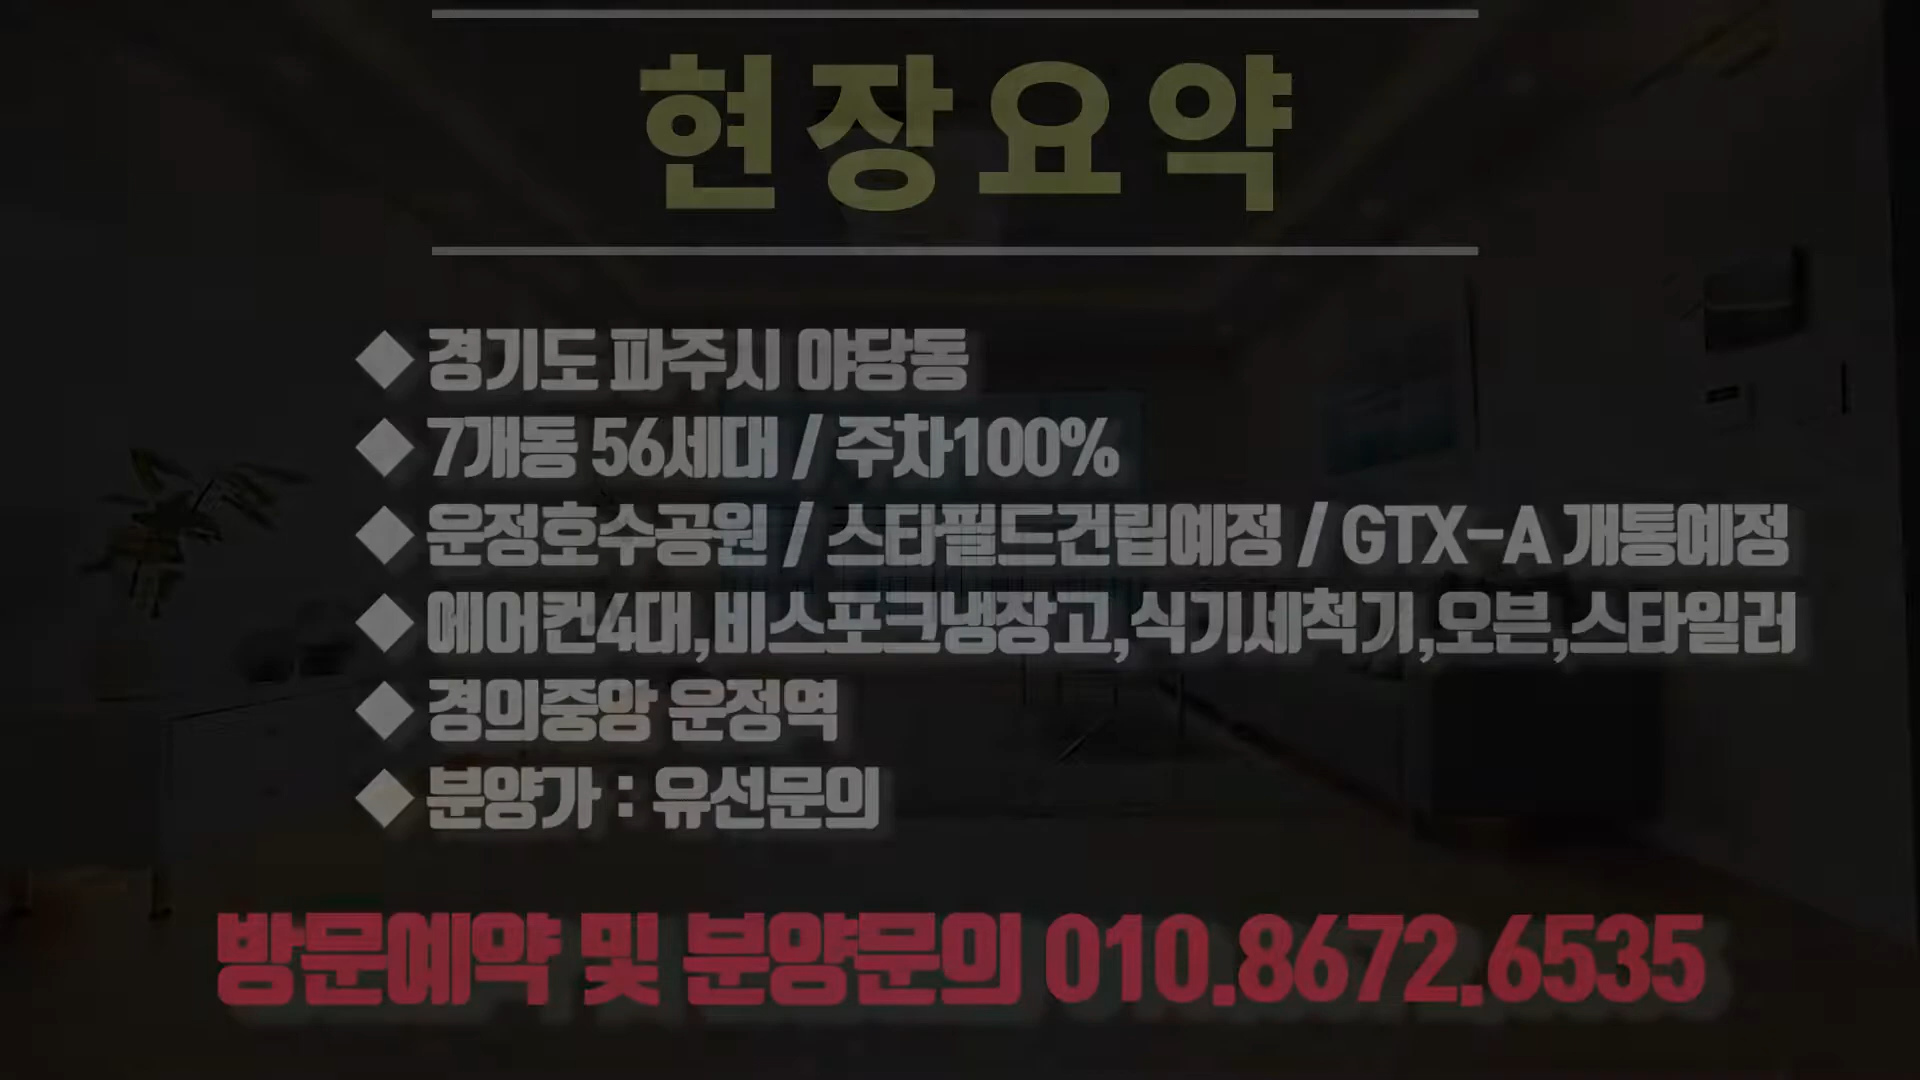 현장요약
◆ 경기도 파주시 야당동
◆ 7개동 56세대 / 주차100%
◆ 운정호수공원 / 스타필드건립예정 / GTX-A 개통예정
◆ 에어컨4대,비스포크냉장고,식기세척기,오븐,스타일러
◆ 경의중앙 운정역
◆ 분양가 : 유선문의
방문예약 및 분양문의 010.8672.6535